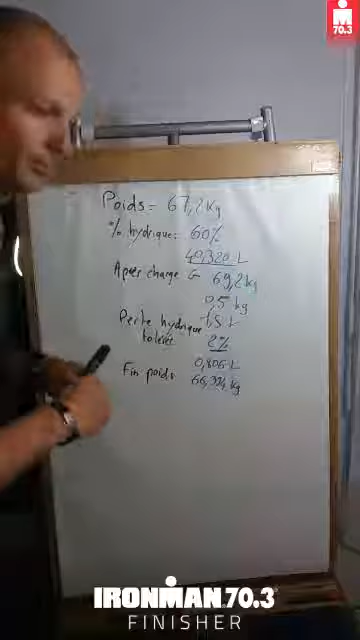 70.3
Poids = 67,2 Kg
% hydrique: 60%
40,320 L
Après charge G 69,2 kg
0,5 kg
Perte hydrique 1,5 L
tolérée 2%
0,806 L
Fin poids 66,394 kg
IRONMAN 70.3
FINISHER